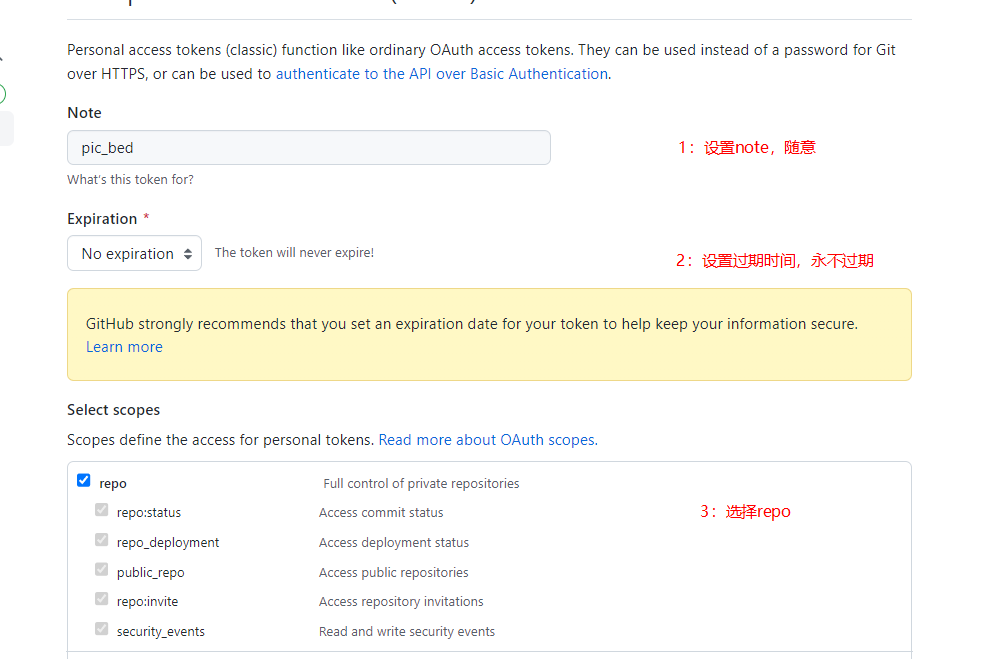 Personal access tokens (classic) function like ordinary OAuth access tokens. They can be used instead of a password for Git
over HTTPS, or can be used to authenticate to the API over Basic Authentication.
Note
pic_bed
1：设置note，随意
What's this token for?
Expiration *
No expiration
The token will never expire!
2：设置过期时间，永不过期
GitHub strongly recommends that you set an expiration date for your token to help keep your information secure.
Learn more
Select scopes
Scopes define the access for personal tokens. Read more about OAuth scopes.
repo
Full control of private repositories
repo:status
Access commit status
3：选择repo
repo_deployment
Access deployment status
public_repo
Access public repositories
repo:invite
Access repository invitations
security_events
Read and write security events